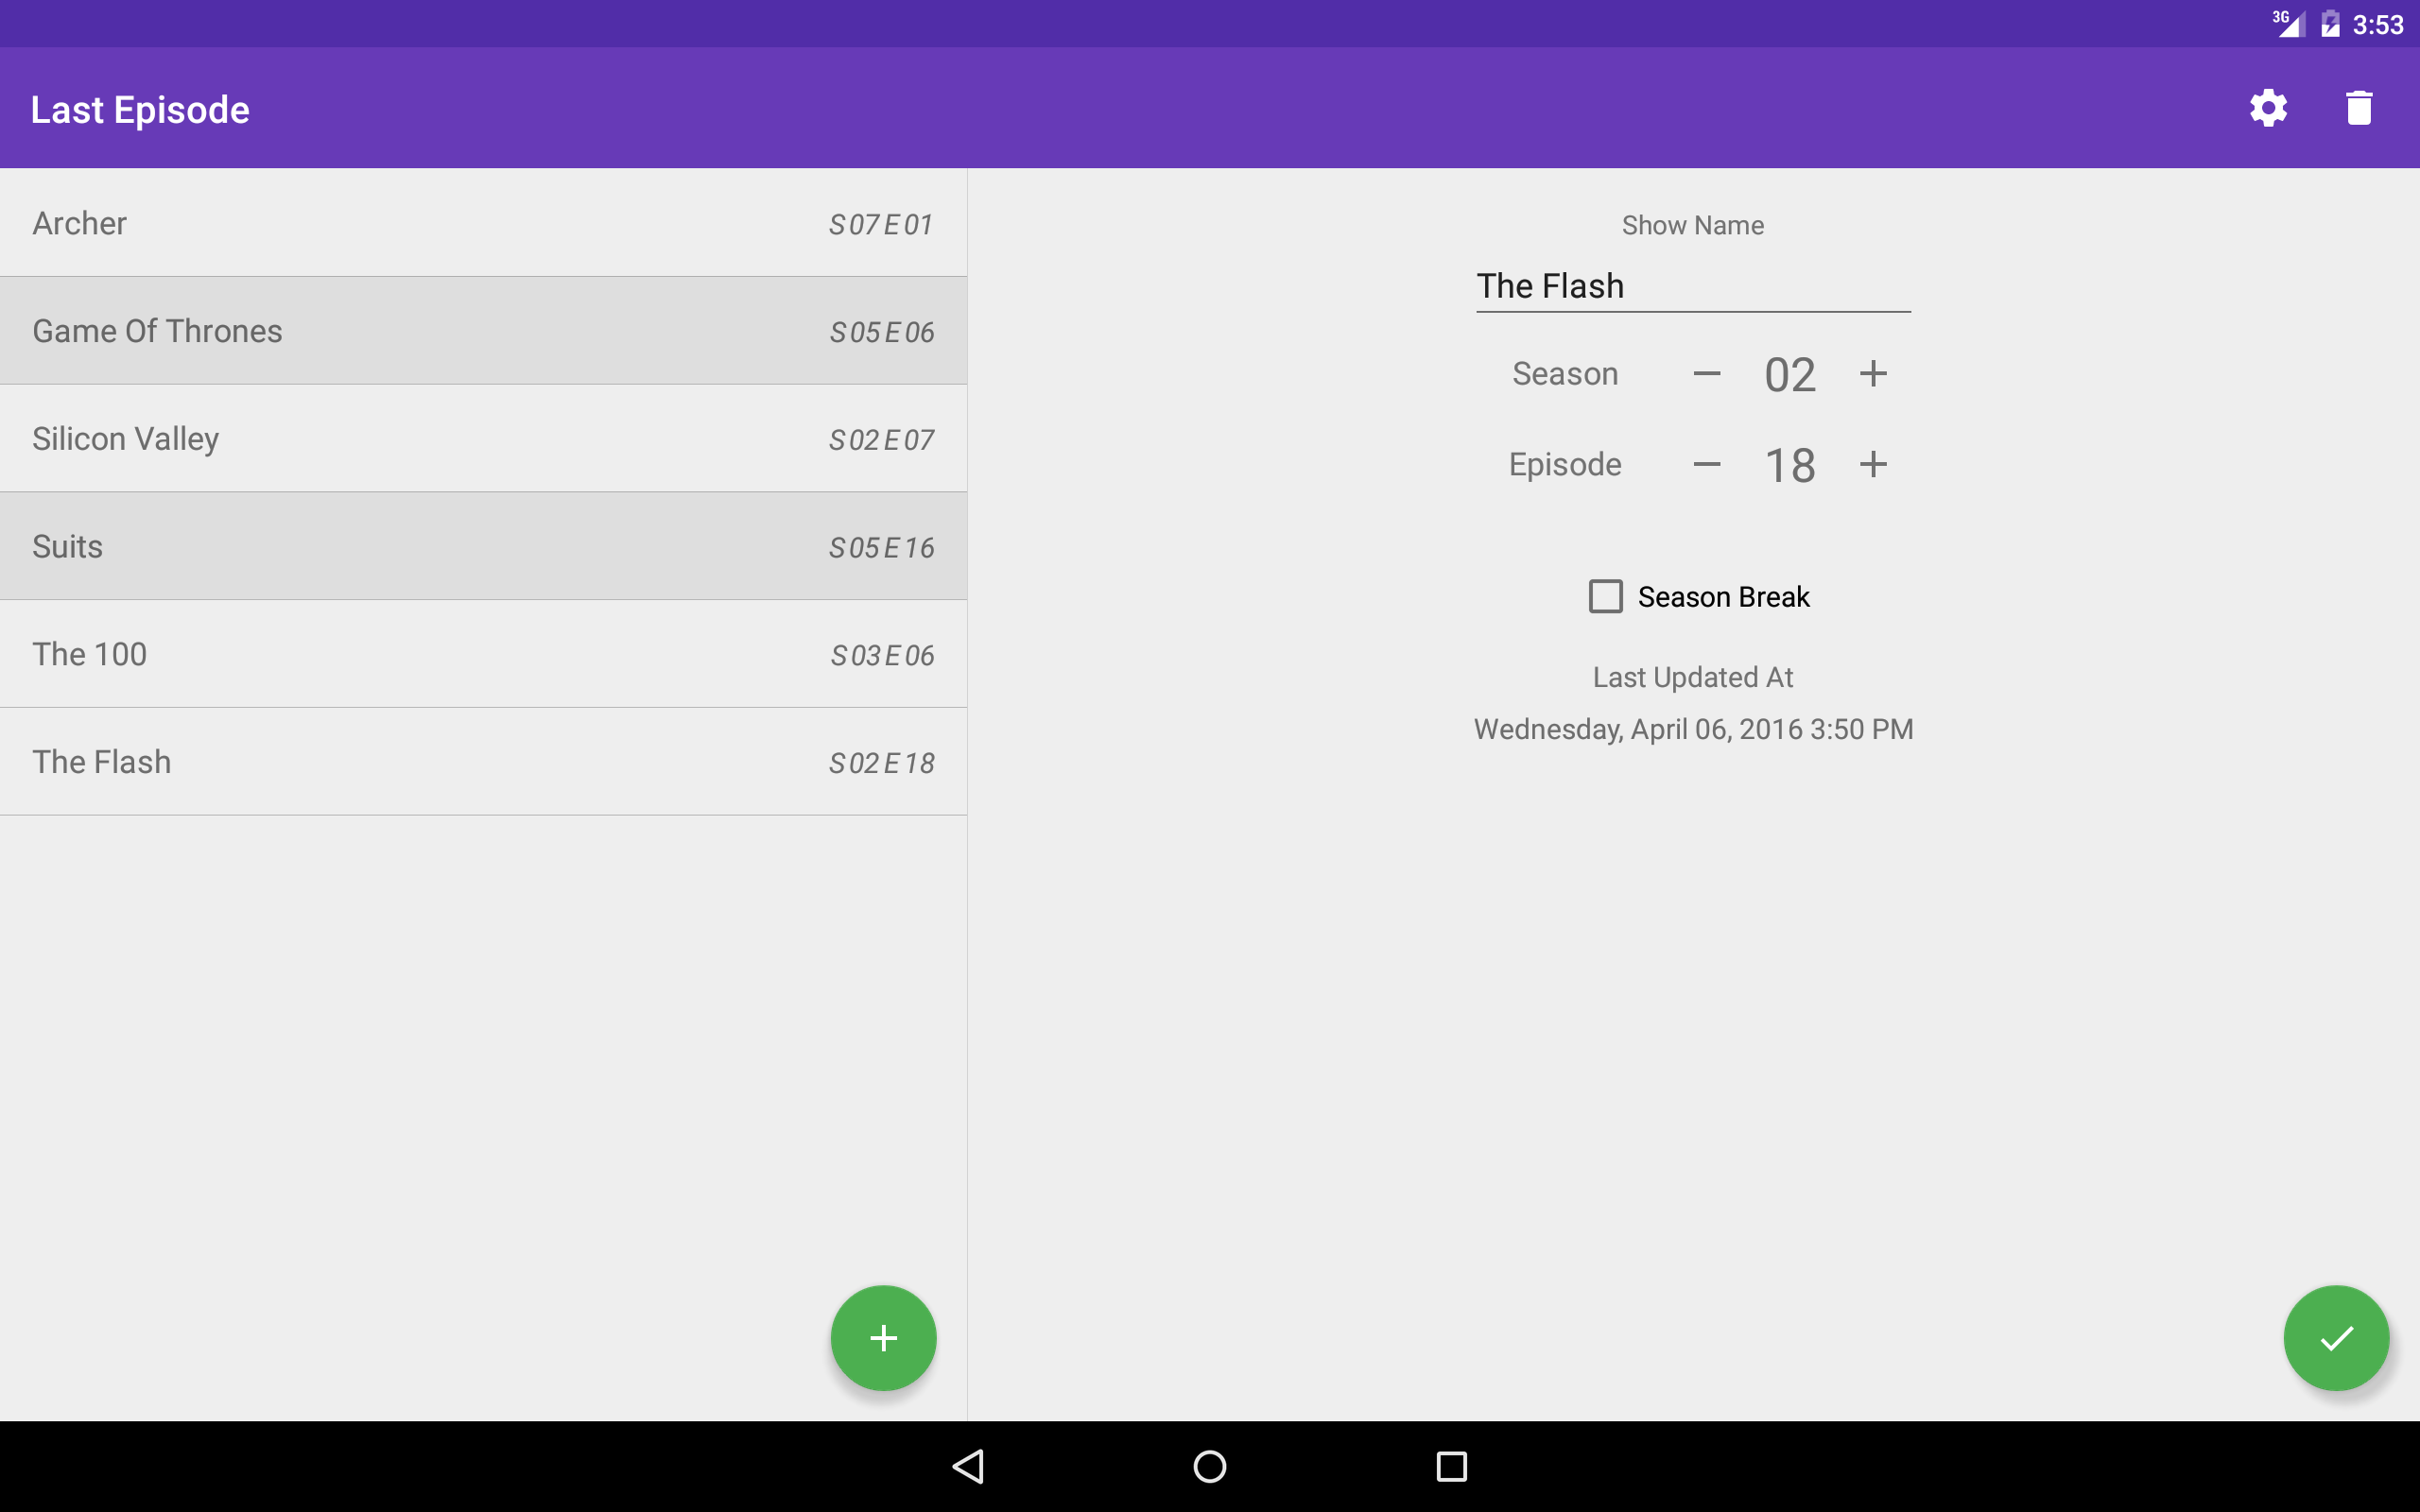 3G 3:53
Last Episode
Archer S07E01
Game Of Thrones S05E06
Silicon Valley S02E07
Suits S05E16
The 100 S03E06
The Flash S02E18
Show Name
The Flash
Season − 02 +
Episode − 18 +
Season Break
Last Updated At
Wednesday, April 06, 2016 3:50 PM